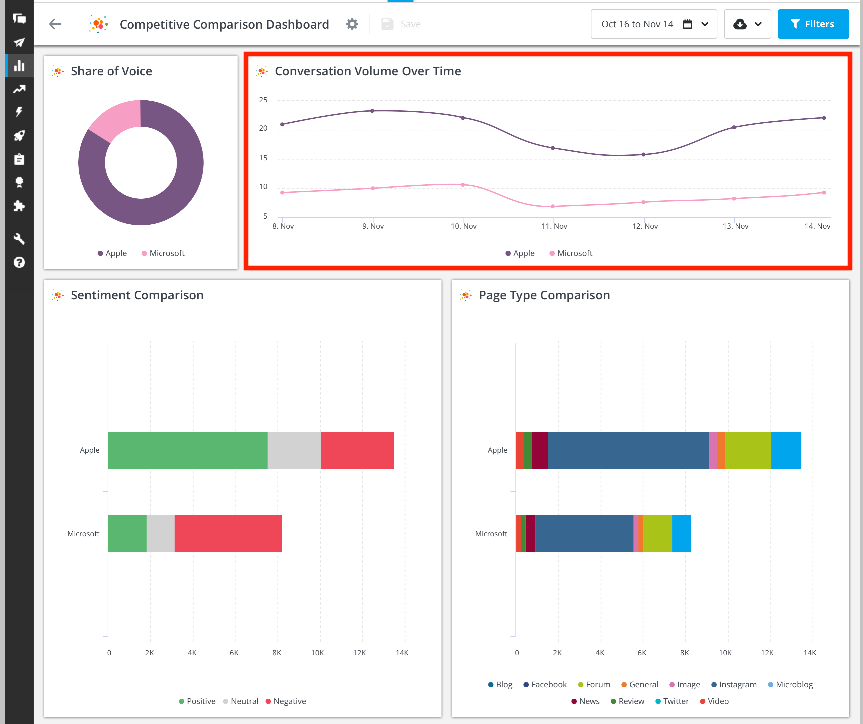 Competitive Comparison Dashboard
Save
Oct 16 to Nov 14
Filters
Share of Voice
Apple
Microsoft
Conversation Volume Over Time
25
20
15
10
5
8. Nov
9. Nov
10. Nov
11. Nov
12. Nov
13. Nov
14. Nov
Apple
Microsoft
Sentiment Comparison
Apple
Microsoft
0
2K
4K
6K
8K
10K
12K
14K
Positive
Neutral
Negative
Page Type Comparison
Apple
Microsoft
0
2K
4K
6K
8K
10K
12K
14K
Blog
Facebook
Forum
General
Image
Instagram
Microblog
News
Review
Twitter
Video